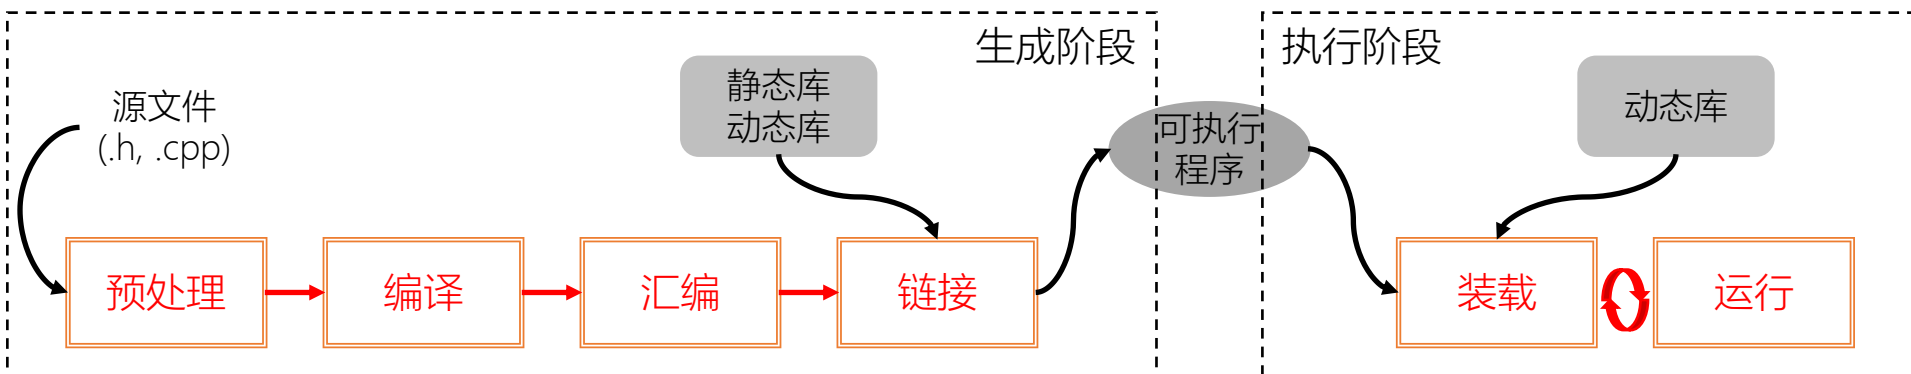 生成阶段
源文件
(.h, .cpp)
静态库
动态库
预处理
编译
汇编
链接
可执行
程序
执行阶段
动态库
装载
运行